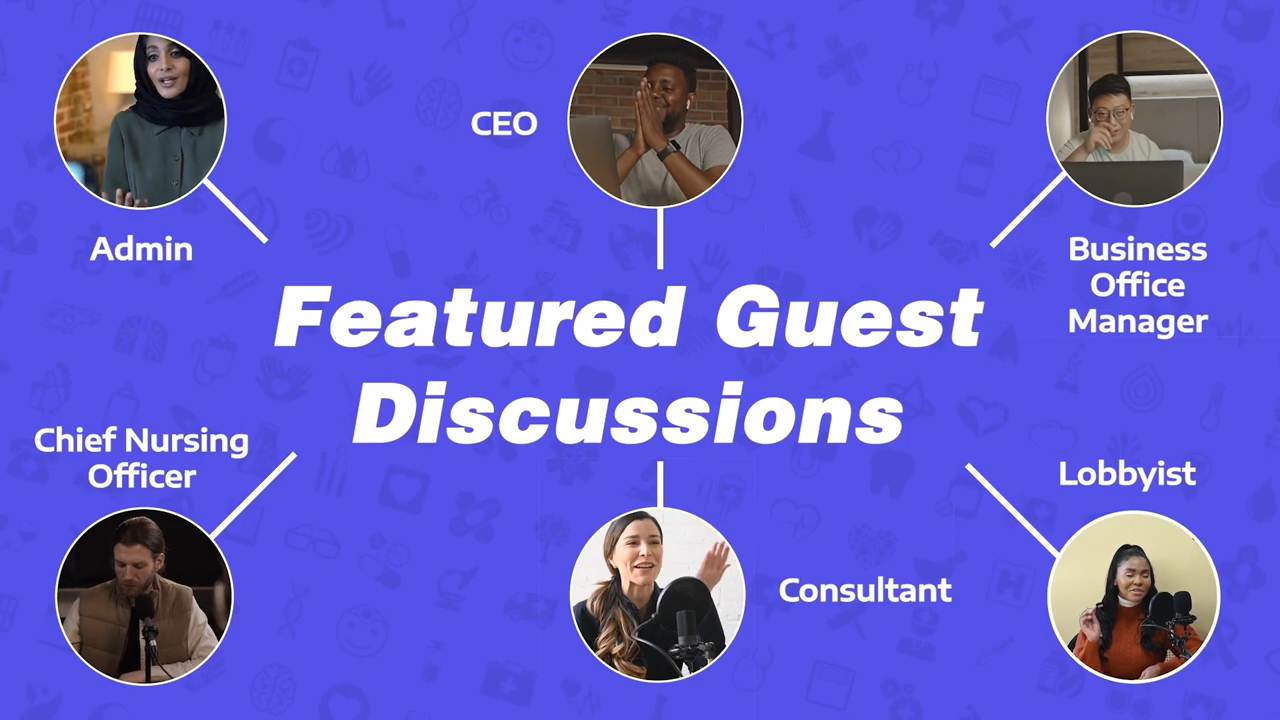 CEO
Admin
Business
Office
Manager
Featured Guest
Discussions
Chief Nursing
Officer
Lobbyist
Consultant